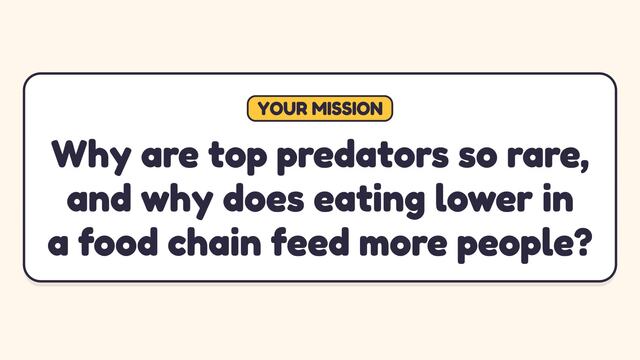 YOUR MISSION
Why are top predators so rare,
and why does eating lower in
a food chain feed more people?